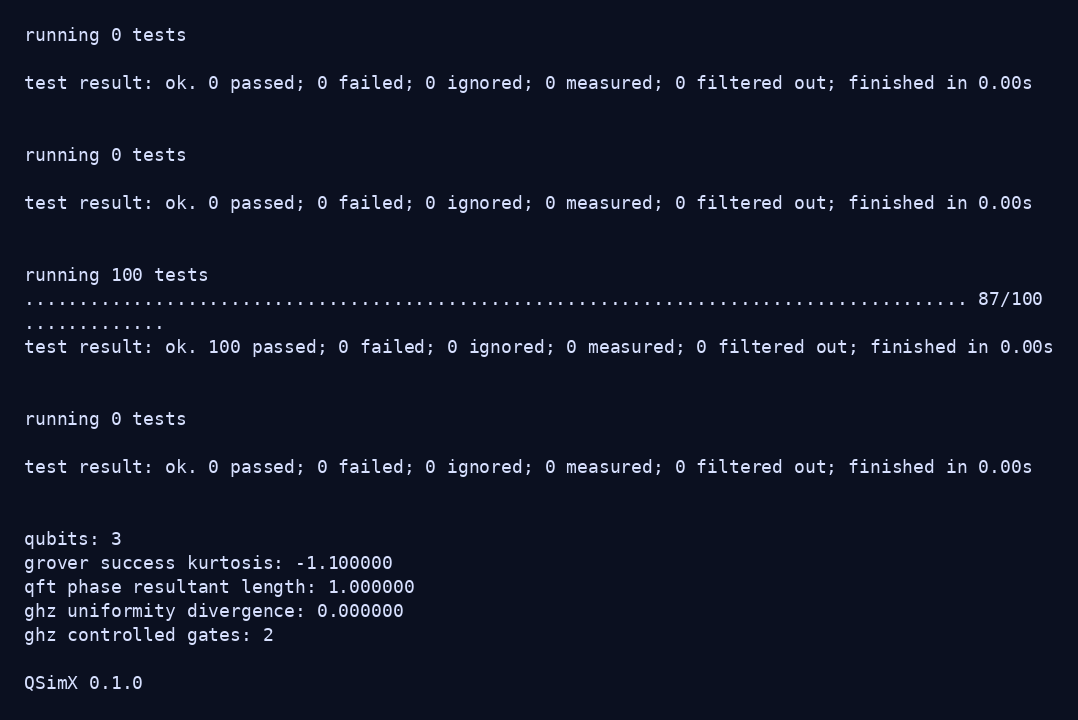 running 0 tests
test result: ok. 0 passed; 0 failed; 0 ignored; 0 measured; 0 filtered out; finished in 0.00s
running 0 tests
test result: ok. 0 passed; 0 failed; 0 ignored; 0 measured; 0 filtered out; finished in 0.00s
running 100 tests
....................................................................................... 87/100
.............
test result: ok. 100 passed; 0 failed; 0 ignored; 0 measured; 0 filtered out; finished in 0.00s
running 0 tests
test result: ok. 0 passed; 0 failed; 0 ignored; 0 measured; 0 filtered out; finished in 0.00s
qubits: 3
grover success kurtosis: -1.100000
qft phase resultant length: 1.000000
ghz uniformity divergence: 0.000000
ghz controlled gates: 2
QSimX 0.1.0